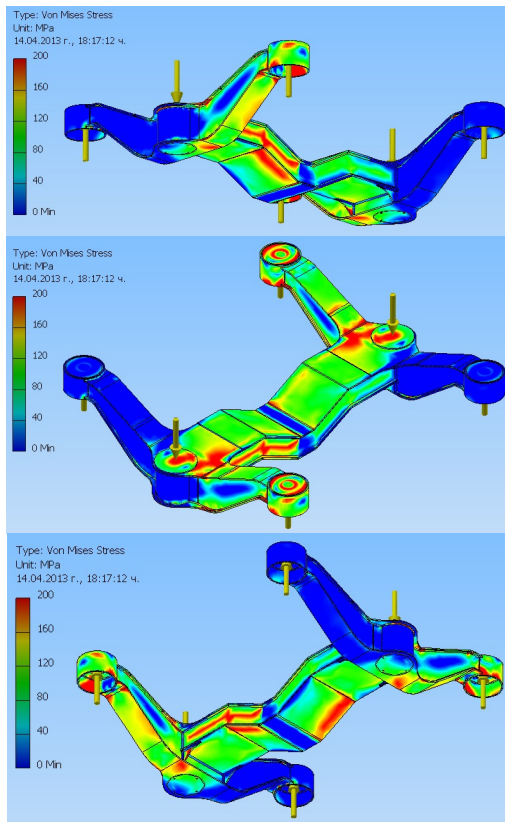 Type: Von Mises Stress
Unit: MPa
14.04.2013 г., 18:17:12 ч.
200
160
120
80
40
0 Min
Type: Von Mises Stress
Unit: MPa
14.04.2013 г., 18:17:12 ч.
200
160
120
80
40
0 Min
Type: Von Mises Stress
Unit: MPa
14.04.2013 г., 18:17:12 ч.
200
160
120
80
40
0 Min